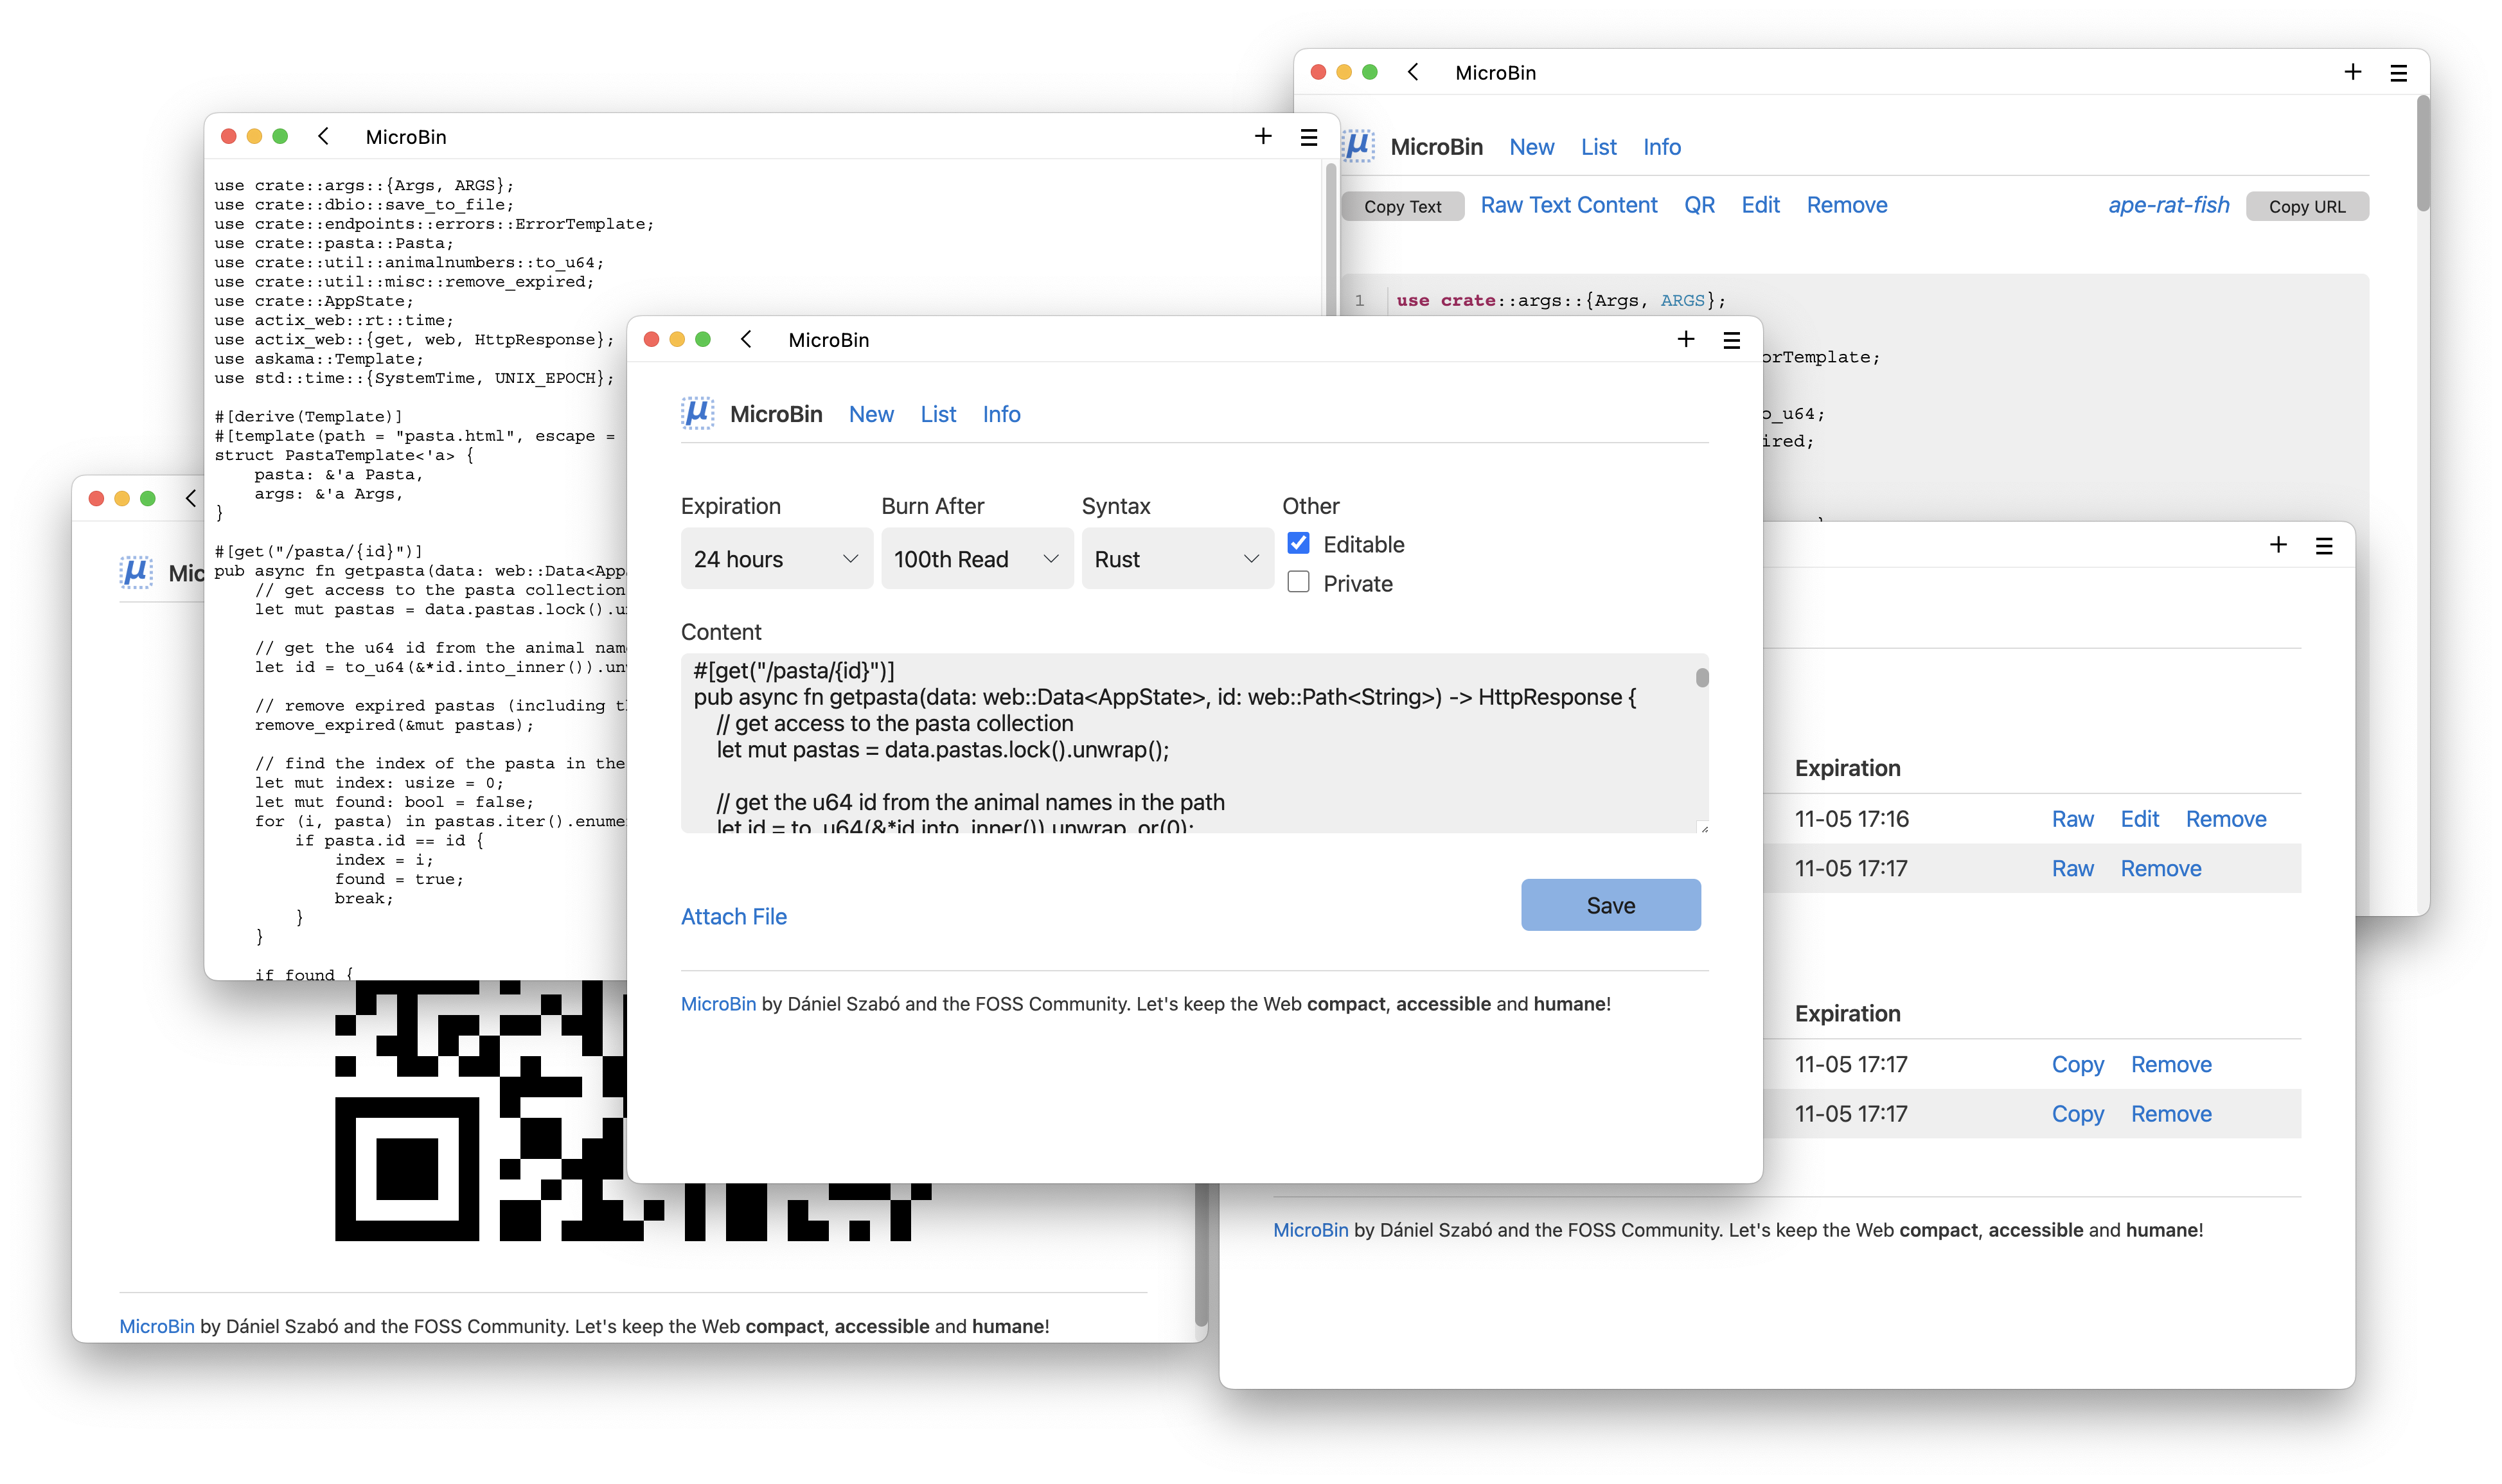 MicroBin
MicroBin New List Info
Copy Text Raw Text Content QR Edit Remove ape-rat-fish Copy URL
1 use crate::args::{Args, ARGS};
MicroBin
use crate::args::{Args, ARGS};
use crate::dbio::save_to_file;
use crate::endpoints::errors::ErrorTemplate;
use crate::pasta::Pasta;
use crate::util::animalnumbers::to_u64;
use crate::util::misc::remove_expired;
use crate::AppState;
use actix_web::rt::time;
use actix_web::{get, web, HttpResponse};
use askama::Template;
use std::time::{SystemTime, UNIX_EPOCH};
#[derive(Template)]
#[template(path = "pasta.html", escape =
struct PastaTemplate<'a> {
pasta: &'a Pasta,
args: &'a Args,
}
#[get("/pasta/{id}")]
pub async fn getpasta(data: web::Data<App
// get access to the pasta collection
let mut pastas = data.pastas.lock().
// get the u64 id from the animal
let id = to_u64(&*id.into_inner()).
// remove expired pastas (including
remove_expired(&mut pastas);
// find the index of the pasta in the
let mut index: usize = 0;
let mut found: bool = false;
for (i, pasta) in pastas.iter().
if pasta.id == id {
index = i;
found = true;
break;
}
}
if found {
MicroBin
MicroBin New List Info
Expiration Burn After Syntax Other
24 hours 100th Read Rust Editable
Private
Content
#[get("/pasta/{id}")]
pub async fn getpasta(data: web::Data<AppState>, id: web::Path<String>) -> HttpResponse {
// get access to the pasta collection
let mut pastas = data.pastas.lock().unwrap();
// get the u64 id from the animal names in the path
let id = to_u64(&*id.into_inner()).unwrap_or(0);
Attach File Save
MicroBin by Dániel Szabó and the FOSS Community. Let's keep the Web compact, accessible and humane!
orTemplate;
o_u64;
ired;
Expiration
11-05 17:16 Raw Edit Remove
11-05 17:17 Raw Remove
Expiration
11-05 17:17 Copy Remove
11-05 17:17 Copy Remove
MicroBin by Dániel Szabó and the FOSS Community. Let's keep the Web compact, accessible and humane!
Mic
MicroBin by Dániel Szabó and the FOSS Community. Let's keep the Web compact, accessible and humane!